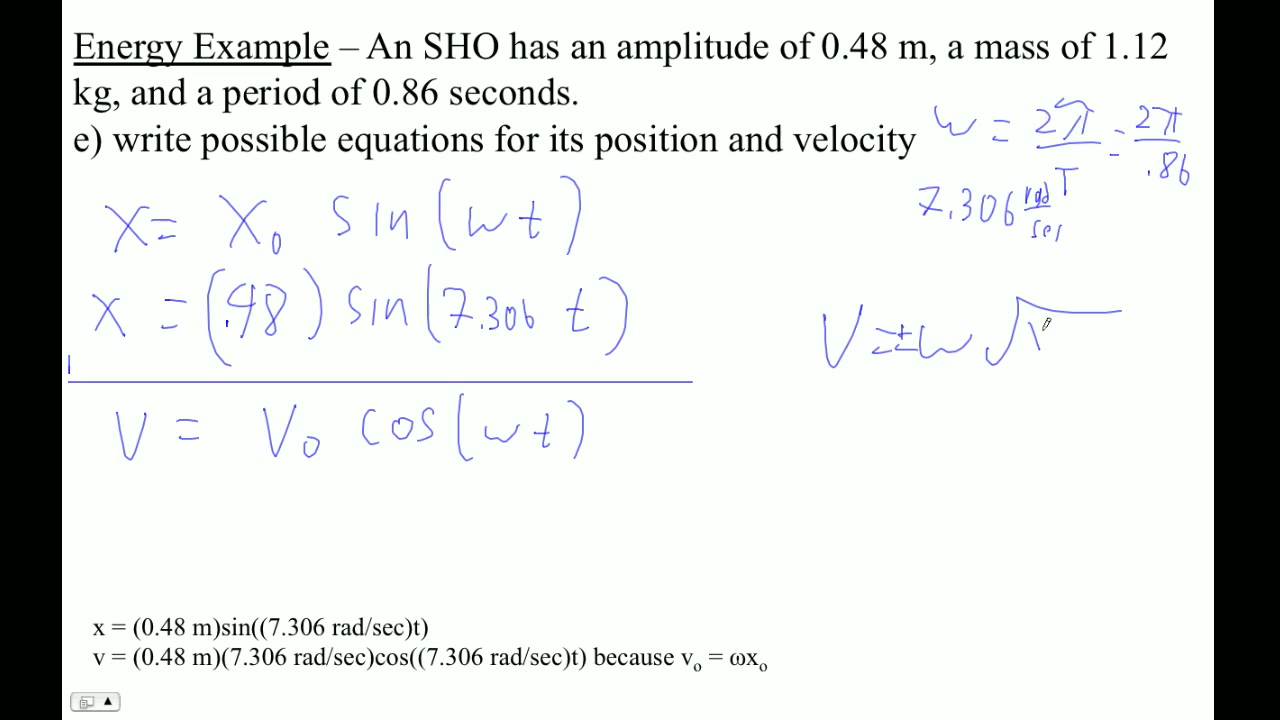 Energy Example – An SHO has an amplitude of 0.48 m, a mass of 1.12
kg, and a period of 0.86 seconds.
e) write possible equations for its position and velocity
w = 2π/T = 2π/.86
7.306 rad/sec
x = x₀ sin(wt)
x = (.48) sin(7.306 t)
V = ± w √
V = V₀ cos(wt)
x = (0.48 m)sin((7.306 rad/sec)t)
v = (0.48 m)(7.306 rad/sec)cos((7.306 rad/sec)t) because vₒ = ωxₒ